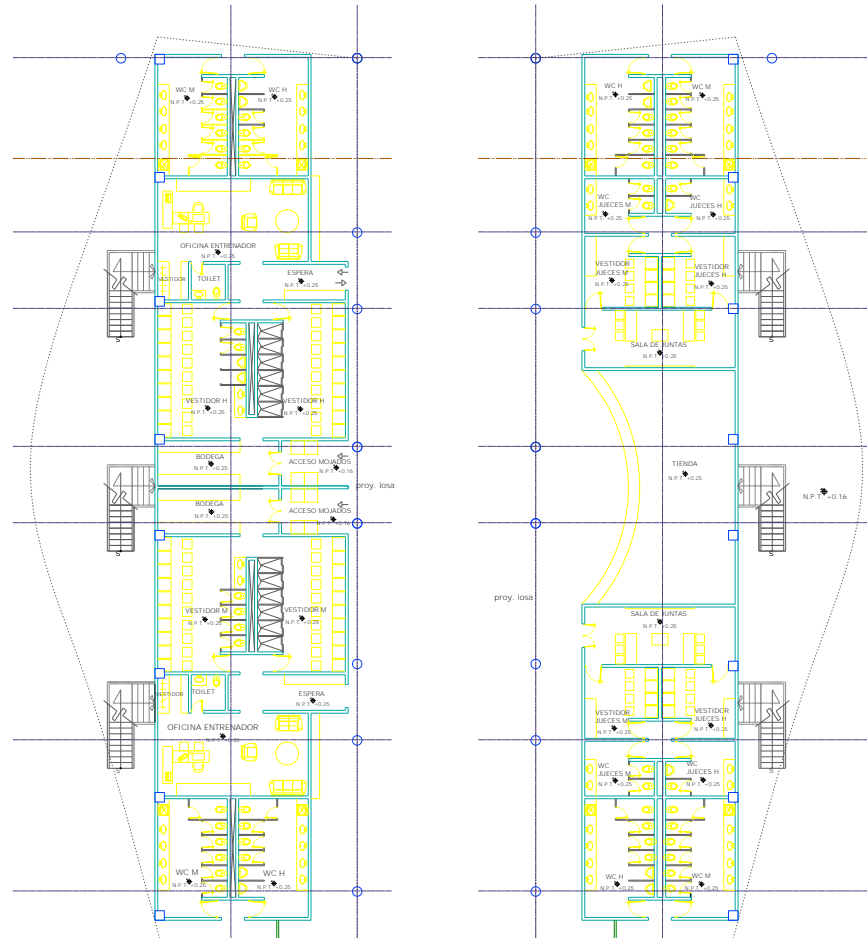 WC M
N.P.T. +0.25
WC H
N.P.T. +0.25
OFICINA ENTRENADOR
N.P.T. +0.25
VESTIDOR
TOILET
ESPERA
N.P.T. +0.25
S
VESTIDOR H
N.P.T. +0.25
VESTIDOR H
N.P.T. +0.25
BODEGA
N.P.T. +0.25
ACCESO MOJADOS
N.P.T. +0.16
proy. losa
BODEGA
N.P.T. +0.25
ACCESO MOJADOS
N.P.T. +0.16
S
VESTIDOR M
N.P.T. +0.25
VESTIDOR M
N.P.T. +0.25
VESTIDOR
TOILET
ESPERA
N.P.T. +0.25
OFICINA ENTRENADOR
N.P.T. +0.25
S
WC M
N.P.T. +0.25
WC H
N.P.T. +0.25
WC H
N.P.T. +0.25
WC M
N.P.T. +0.25
WC
JUECES M
N.P.T. +0.25
WC
JUECES H
N.P.T. +0.25
VESTIDOR
JUECES M
N.P.T. +0.25
VESTIDOR
JUECES H
N.P.T. +0.25
S
SALA DE JUNTAS
N.P.T. +0.25
TIENDA
N.P.T. +0.25
N.P.T. +0.16
S
proy. losa
SALA DE JUNTAS
N.P.T. +0.25
VESTIDOR
JUECES M
N.P.T. +0.25
VESTIDOR
JUECES H
N.P.T. +0.25
S
WC
JUECES M
N.P.T. +0.25
WC
JUECES H
N.P.T. +0.25
WC H
N.P.T. +0.25
WC M
N.P.T. +0.25